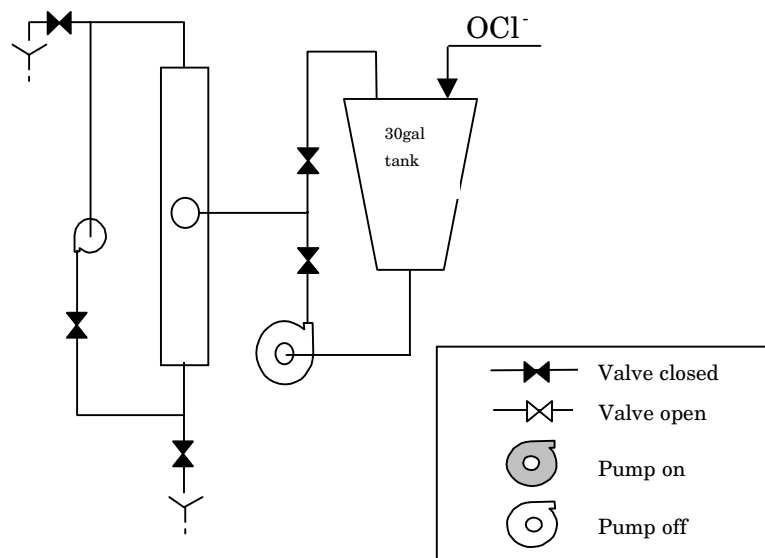 OCl⁻
30gal
tank
Valve closed
Valve open
Pump on
Pump off